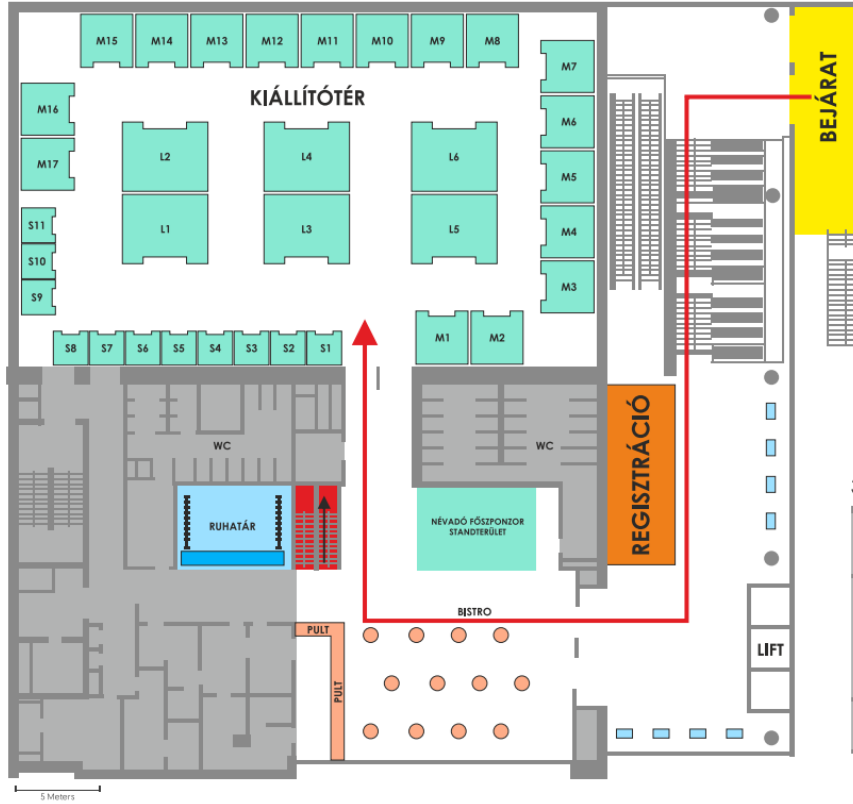 M15
M14
M13
M12
M11
M10
M9
M8
M7
BEJÁRAT
KIÁLLÍTÓTÉR
M16
M6
M17
L2
L4
L6
M5
S11
L1
L3
L5
M4
S10
M3
S9
S8
S7
S6
S5
S4
S3
S2
S1
M1
M2
WC
WC
REGISZTRÁCIÓ
RUHATÁR
NÉVADÓ FŐSZPONZOR
STANDTERÜLET
BISTRO
PULT
PULT
LIFT
5 Meters